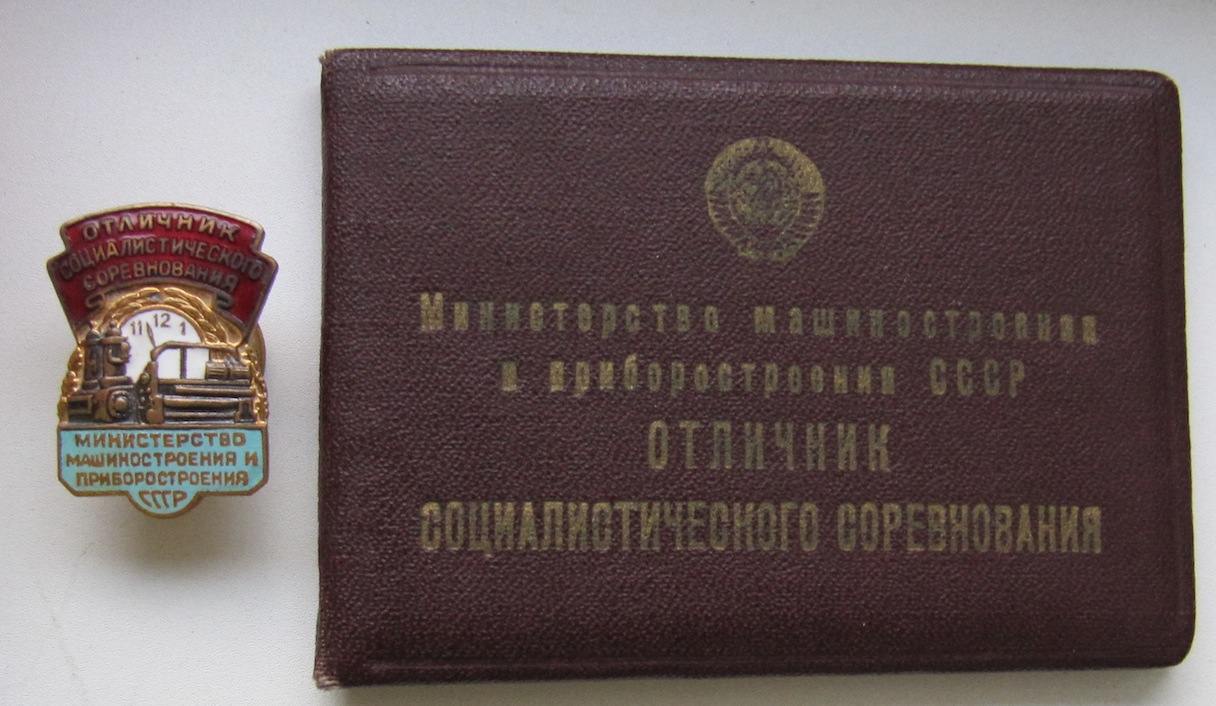 ОТЛИЧНИК
СОЦИАЛИСТИЧЕСКОГО
СОРЕВНОВАНИЯ
11 12 1
МИНИСТЕРСТВО
МАШИНОСТРОЕНИЯ И
ПРИБОРОСТРОЕНИЯ
СССР
Министерство машиностроения
и приборостроения СССР
ОТЛИЧНИК
СОЦИАЛИСТИЧЕСКОГО СОРЕВНОВАНИЯ